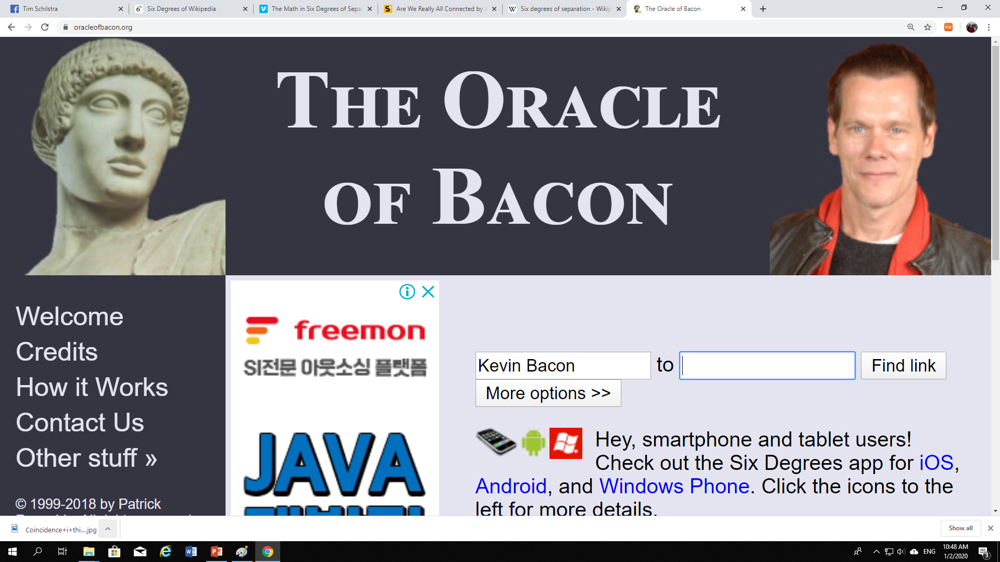 Tim Schilstra
Six Degrees of Wikipedia
The Math in Six Degrees of Separ
Are We Really All Connected by J
Six degrees of separation - Wikip
The Oracle of Bacon
oracleofbacon.org
The Oracle
of Bacon
Welcome
Credits
How it Works
Contact Us
Other stuff »
© 1999-2018 by Patrick
freemon
SI전문 아웃소싱 플랫폼
JAVA
Kevin Bacon to Find link
More options >>
Hey, smartphone and tablet users!
Check out the Six Degrees app for iOS,
Android, and Windows Phone. Click the icons to the
left for more details.
Coincidence+i+thi....jpg
Show all
ENG
10:48 AM
1/2/2020
3